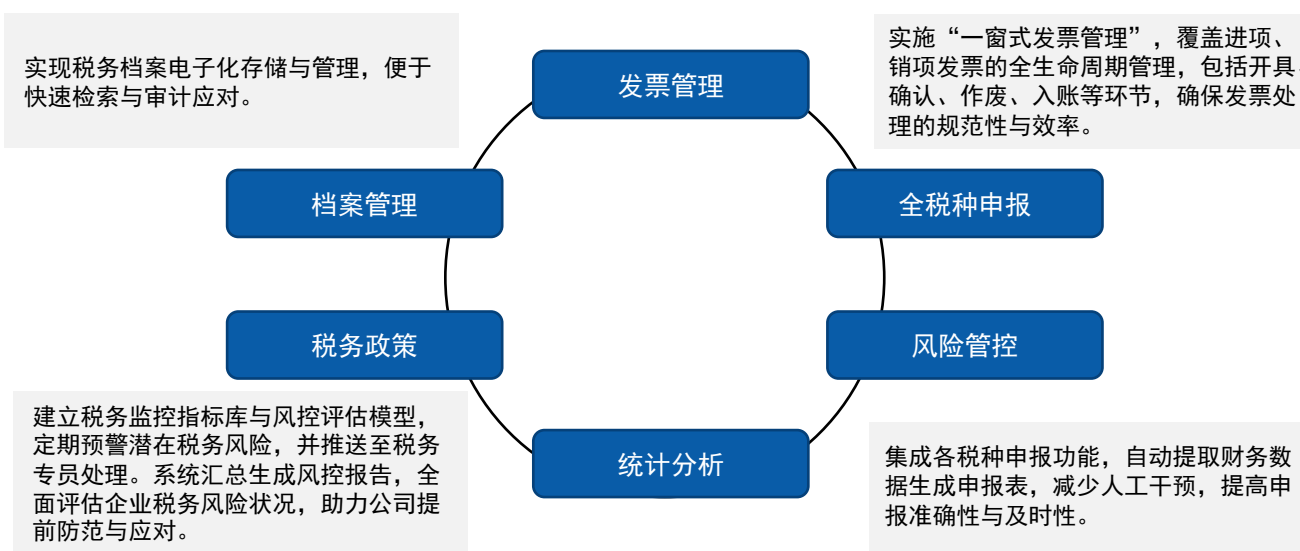 实现税务档案电子化存储与管理，便于
快速检索与审计应对。
发票管理
实施“一窗式发票管理”，覆盖进项、
销项发票的全生命周期管理，包括开具、
确认、作废、入账等环节，确保发票处
理的规范性与效率。
档案管理
全税种申报
税务政策
风险管控
建立税务监控指标库与风控评估模型，
定期预警潜在税务风险，并推送至税务
专员处理。系统汇总生成风控报告，全
面评估企业税务风险状况，助力公司提
前防范与应对。
统计分析
集成各税种申报功能，自动提取财务数
据生成申报表，减少人工干预，提高申
报准确性与及时性。